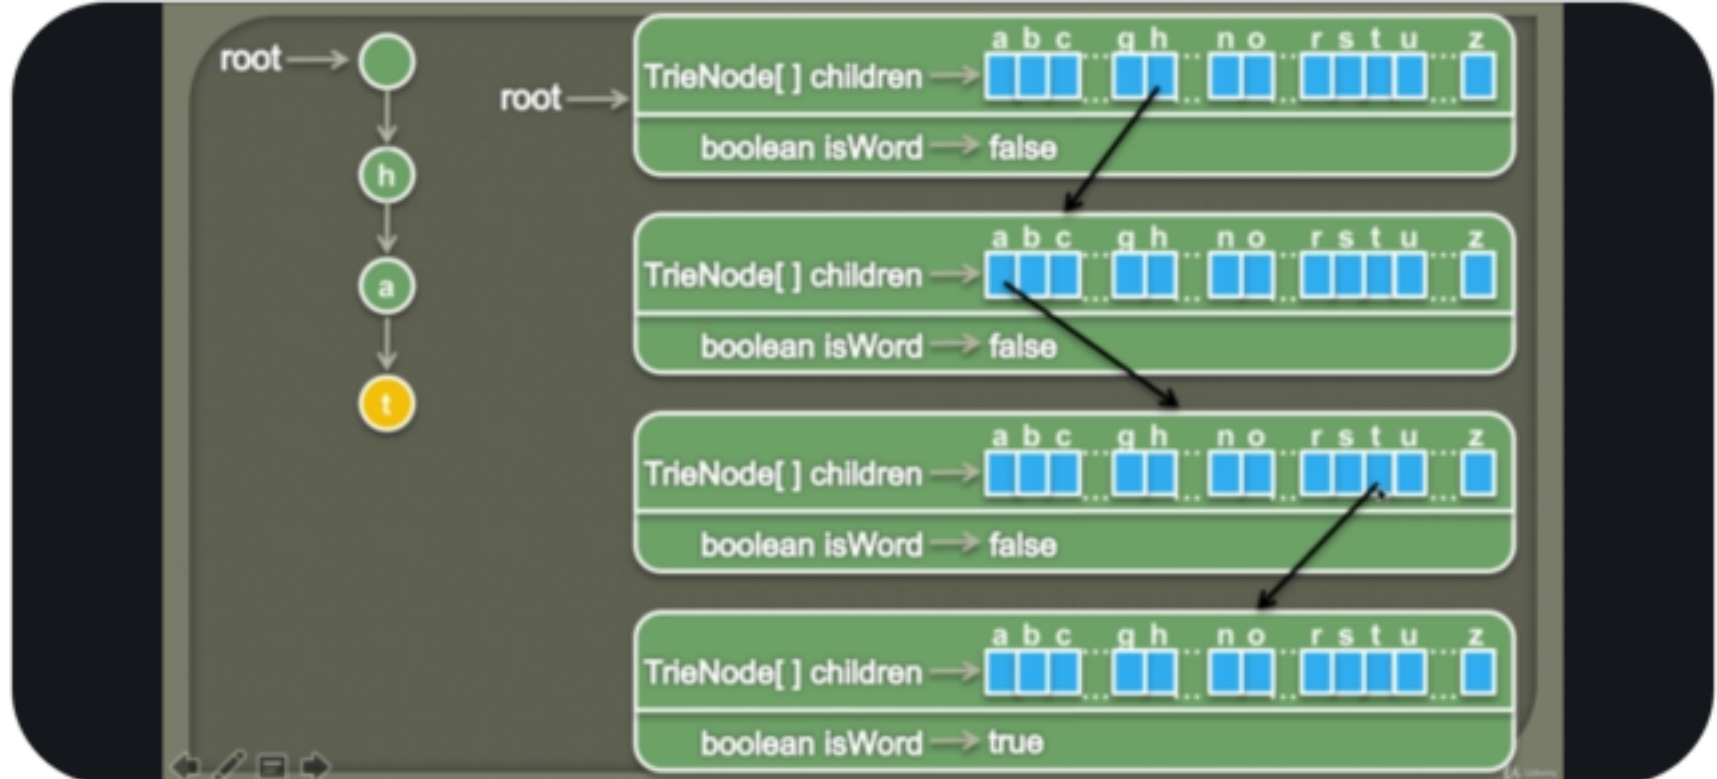 root
h
a
t
root
a b c g h n o r s t u z
TrieNode[ ] children
boolean isWord false
a b c g h n o r s t u z
TrieNode[ ] children
boolean isWord false
a b c g h n o r s t u z
TrieNode[ ] children
boolean isWord false
a b c g h n o r s t u z
TrieNode[ ] children
boolean isWord true